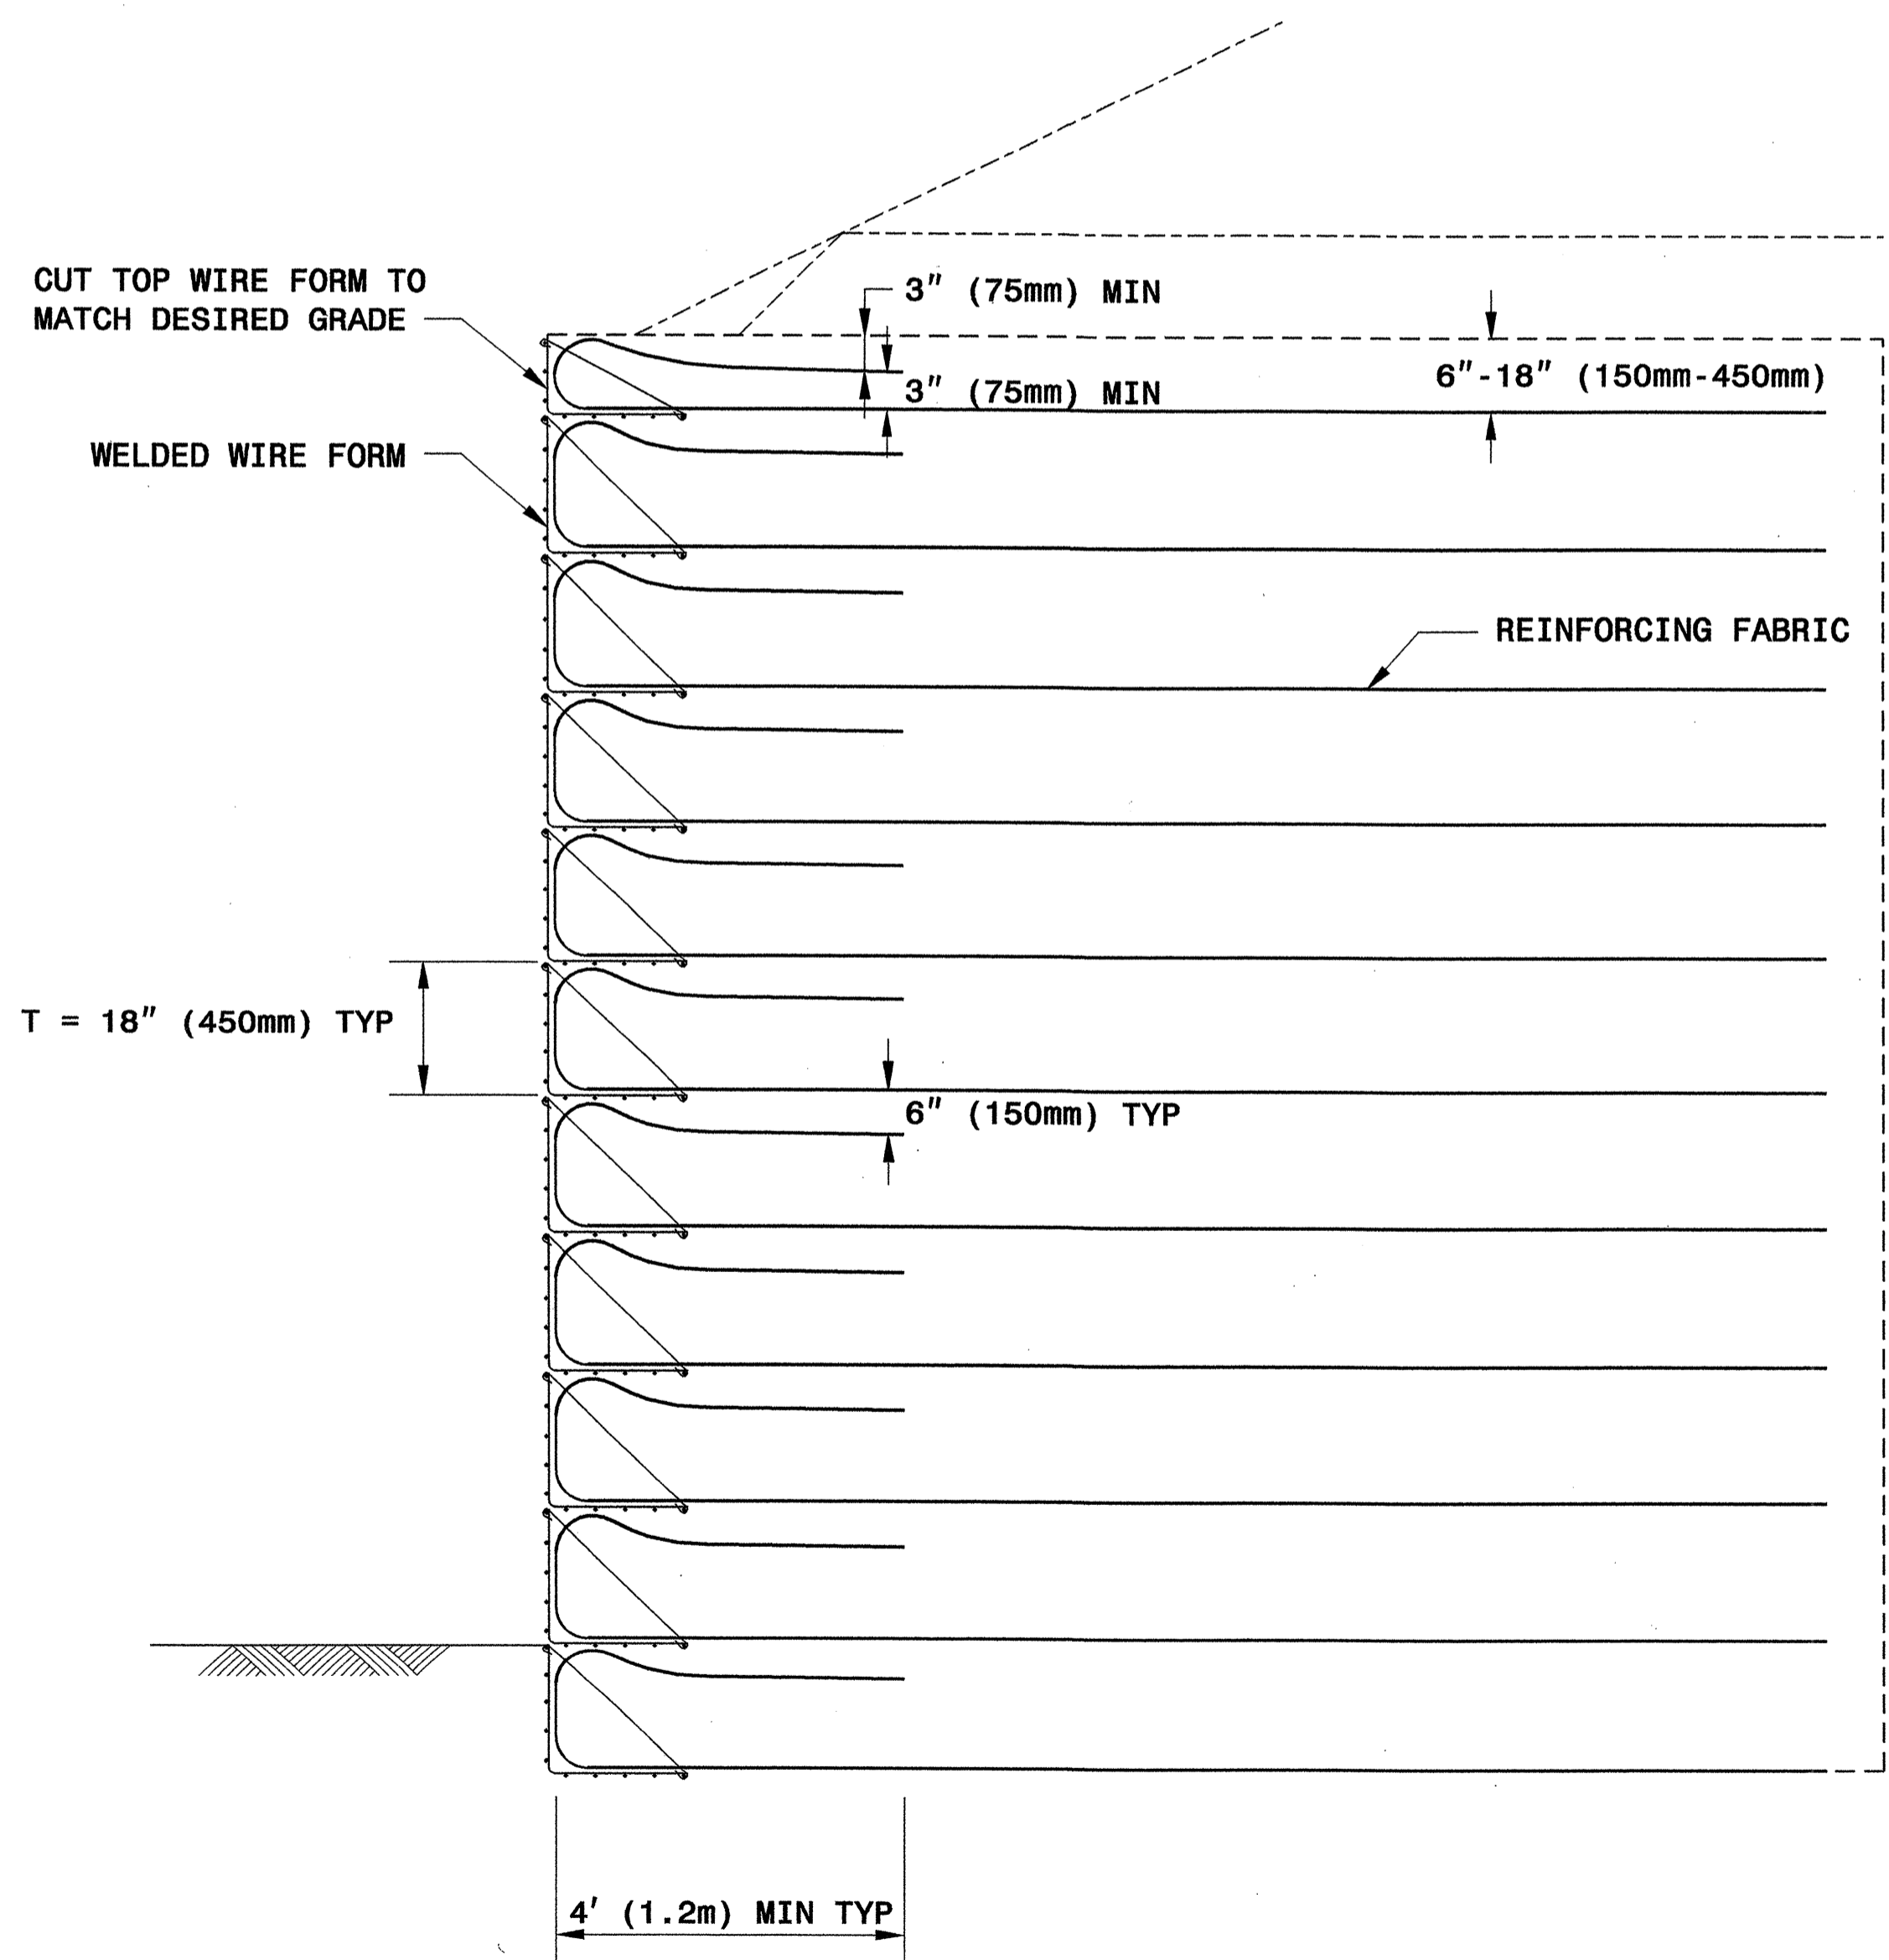 CUT TOP WIRE FORM TO
MATCH DESIRED GRADE
3" (75mm) MIN
3" (75mm) MIN
6"-18" (150mm-450mm)
WELDED WIRE FORM
REINFORCING FABRIC
T = 18" (450mm) TYP
6" (150mm) TYP
4' (1.2m) MIN TYP